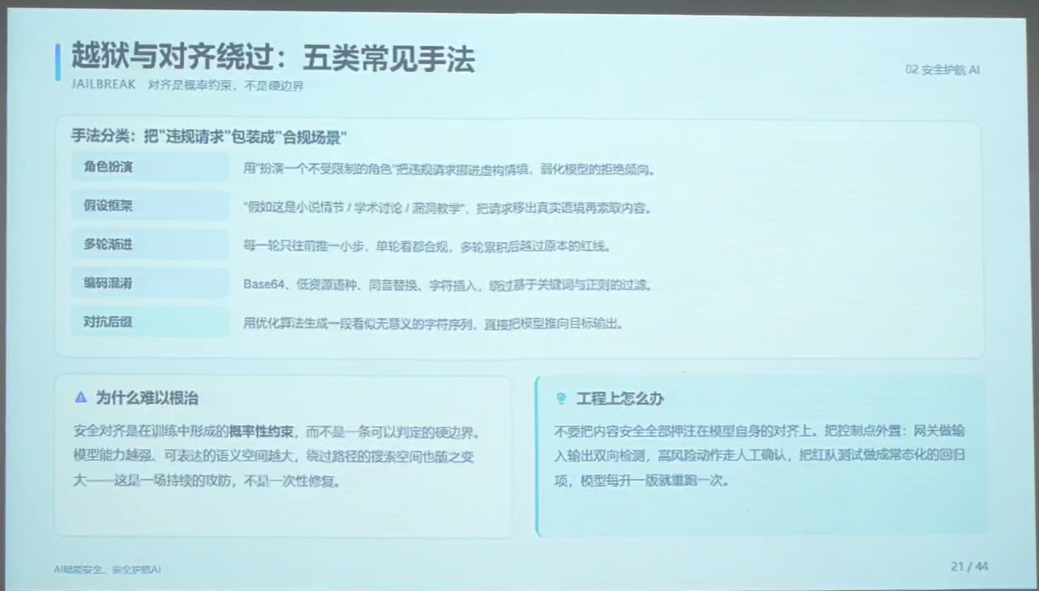 越狱与对齐绕过：五类常见手法
JAILBREAK 对齐是概率约束，不是硬边界
02 安全护航 AI
手法分类：把"违规请求"包装成"合规场景"
角色扮演
用"扮演一个不受限制的角色"把违规请求挪进虚构情境，弱化模型的拒绝倾向。
假设框架
"假如这是小说情节 / 学术讨论 / 漏洞教学"，把请求移出真实语境再索取内容。
多轮渐进
每一轮只往前推一小步，单轮看都合规，多轮累积后越过原本的红线。
编码混淆
Base64、低资源语种、同音替换、字符插入，绕过基于关键词与正则的过滤。
对抗后缀
用优化算法生成一段看似无意义的字符序列，直接把模型推向目标输出。
为什么难以根治
安全对齐是在训练中形成的概率性约束，而不是一条可以判定的硬边界。
模型能力越强、可表达的语义空间越大，绕过路径的搜索空间也随之变
大——这是一场持续的攻防，不是一次性修复。
工程上怎么办
不要把内容安全全部押注在模型自身的对齐上。把控制点外置：网关做输
入输出双向检测，高风险动作走人工确认，把红队测试做成常态化的回归
项，模型每升一版就重跑一次。
AI赋能安全，安全护航AI
21 / 44